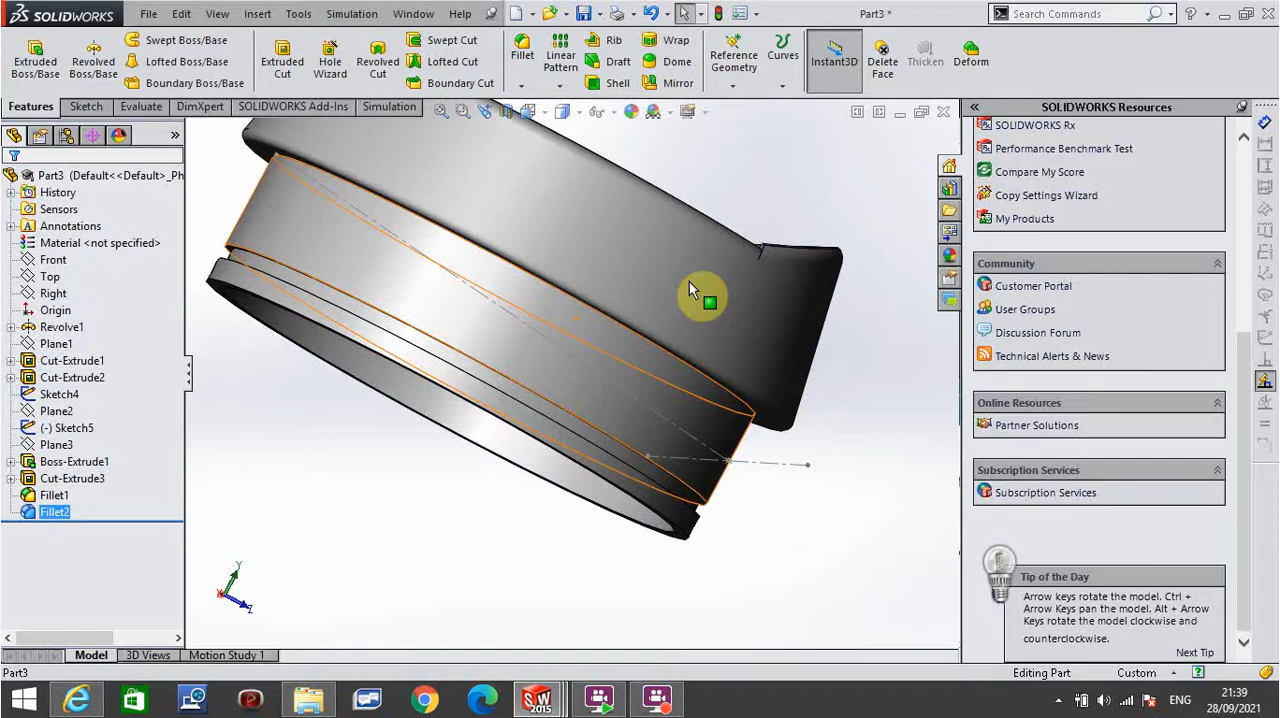 SOLIDWORKS File Edit View Insert Tools Simulation Window Help Part3 * Search Commands
Extruded Boss/Base
Revolved Boss/Base
Swept Boss/Base
Lofted Boss/Base
Boundary Boss/Base
Extruded Cut
Hole Wizard
Revolved Cut
Swept Cut
Lofted Cut
Boundary Cut
Fillet
Linear Pattern
Rib
Draft
Shell
Wrap
Dome
Mirror
Reference Geometry
Curves
Instant3D
Delete Face
Thicken
Deform
Features Sketch Evaluate DimXpert SOLIDWORKS Add-Ins Simulation
Part3 (Default<<Default>_Ph
History
Sensors
Annotations
Material <not specified>
Front
Top
Right
Origin
Revolve1
Plane1
Cut-Extrude1
Cut-Extrude2
Sketch4
Plane2
(-) Sketch5
Plane3
Boss-Extrude1
Cut-Extrude3
Fillet1
Fillet2
Y
Z
SOLIDWORKS Resources
SOLIDWORKS Rx
Performance Benchmark Test
Compare My Score
Copy Settings Wizard
My Products
Community
Customer Portal
User Groups
Discussion Forum
Technical Alerts & News
Online Resources
Partner Solutions
Subscription Services
Subscription Services
Tip of the Day
Arrow keys rotate the model. Ctrl +
Arrow Keys pan the model. Alt + Arrow
Keys rotate the model clockwise and
counterclockwise.
Next Tip
Model 3D Views Motion Study 1
Part3 Editing Part Custom
SW 2015
ENG
21:39
28/09/2021